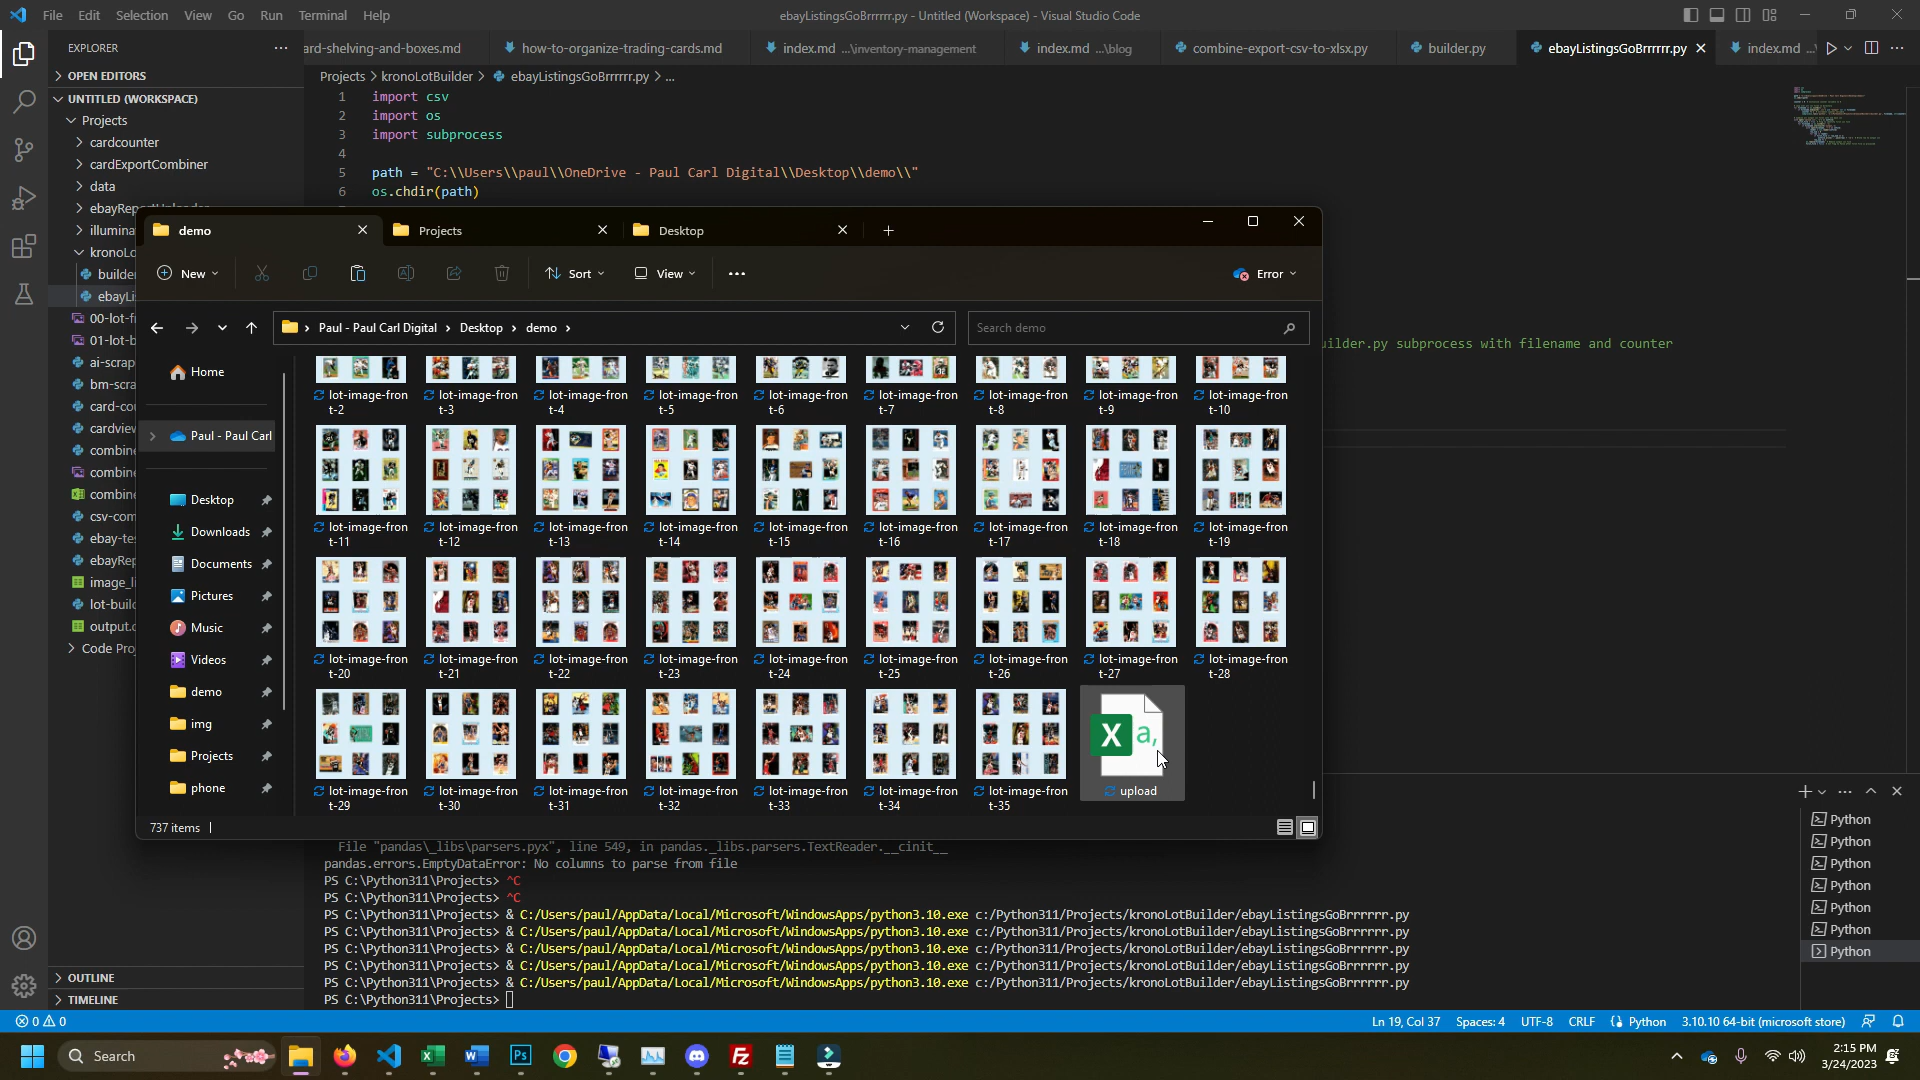 File Edit Selection View Go Run Terminal Help
ebayListingsGoBrrrrrr.py - Untitled (Workspace) - Visual Studio Code
EXPLORER
ard-shelving-and-boxes.md
how-to-organize-trading-cards.md
index.md ...\inventory-management
index.md ...\blog
combine-export-csv-to-xlsx.py
builder.py
ebayListingsGoBrrrrrr.py
index.md ...
OPEN EDITORS
Projects > kronoLotBuilder > ebayListingsGoBrrrrrr.py > ...
UNTITLED (WORKSPACE)
1 import csv
2 import os
3 import subprocess
4
5 path = "C:\\Users\\paul\\OneDrive - Paul Carl Digital\\Desktop\\demo\\"
6 os.chdir(path)
Projects
cardcounter
cardExportCombiner
data
ebayRe
illumina
kronoLo
builde
ebayLi
00-lot-f
01-lot-b
ai-scrap
bm-scra
card-co
cardvie
combin
combin
combin
csv-com
ebay-te
ebayRep
image_li
lot-buil
output.c
Code Pro
OUTLINE
TIMELINE
uilder.py subprocess with filename and counter
demo
Projects
Desktop
New
Sort
View
Error
Paul - Paul Carl Digital > Desktop > demo >
Search demo
Home
Paul - Paul Carl
Desktop
Downloads
Documents
Pictures
Music
Videos
demo
img
Projects
phone
lot-image-front-2
lot-image-front-3
lot-image-front-4
lot-image-front-5
lot-image-front-6
lot-image-front-7
lot-image-front-8
lot-image-front-9
lot-image-front-10
lot-image-front-11
lot-image-front-12
lot-image-front-13
lot-image-front-14
lot-image-front-15
lot-image-front-16
lot-image-front-17
lot-image-front-18
lot-image-front-19
lot-image-front-20
lot-image-front-21
lot-image-front-22
lot-image-front-23
lot-image-front-24
lot-image-front-25
lot-image-front-26
lot-image-front-27
lot-image-front-28
lot-image-front-29
lot-image-front-30
lot-image-front-31
lot-image-front-32
lot-image-front-33
lot-image-front-34
lot-image-front-35
X a,
upload
737 items
File "pandas\_libs\parsers.pyx", line 549, in pandas._libs.parsers.TextReader.__cinit__
pandas.errors.EmptyDataError: No columns to parse from file
PS C:\Python311\Projects> ^C
PS C:\Python311\Projects> ^C
PS C:\Python311\Projects> & C:/Users/paul/AppData/Local/Microsoft/WindowsApps/python3.10.exe c:/Python311/Projects/kronoLotBuilder/ebayListingsGoBrrrrrr.py
PS C:\Python311\Projects> & C:/Users/paul/AppData/Local/Microsoft/WindowsApps/python3.10.exe c:/Python311/Projects/kronoLotBuilder/ebayListingsGoBrrrrrr.py
PS C:\Python311\Projects> & C:/Users/paul/AppData/Local/Microsoft/WindowsApps/python3.10.exe c:/Python311/Projects/kronoLotBuilder/ebayListingsGoBrrrrrr.py
PS C:\Python311\Projects> & C:/Users/paul/AppData/Local/Microsoft/WindowsApps/python3.10.exe c:/Python311/Projects/kronoLotBuilder/ebayListingsGoBrrrrrr.py
PS C:\Python311\Projects> & C:/Users/paul/AppData/Local/Microsoft/WindowsApps/python3.10.exe c:/Python311/Projects/kronoLotBuilder/ebayListingsGoBrrrrrr.py
PS C:\Python311\Projects>
Python
Python
Python
Python
Python
Python
Python
0 0
Ln 19, Col 37 Spaces: 4 UTF-8 CRLF Python 3.10.10 64-bit (microsoft store)
Search
2:15 PM
3/24/2023